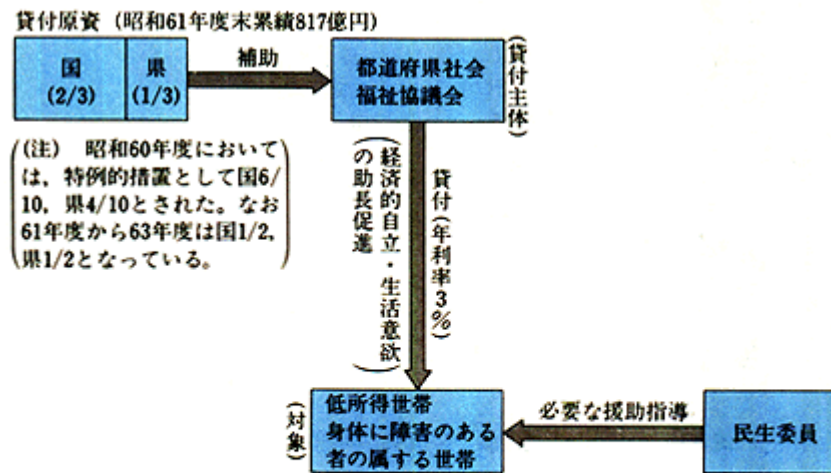 貸付原資（昭和61年度末累績817億円）
国
(2/3)
県
(1/3)
補助
都道府県社会
福祉協議会
（貸付主体）
（注）　昭和60年度において
は，特例的措置として国6/
10，県4/10とされた。なお
61年度から63年度は国1/2，
県1/2となっている。
貸付（年利率3％）
（経済的自立・生活意欲
の助長促進）
（対象）
低所得世帯
身体に障害のある
者の属する世帯
必要な援助指導
民生委員